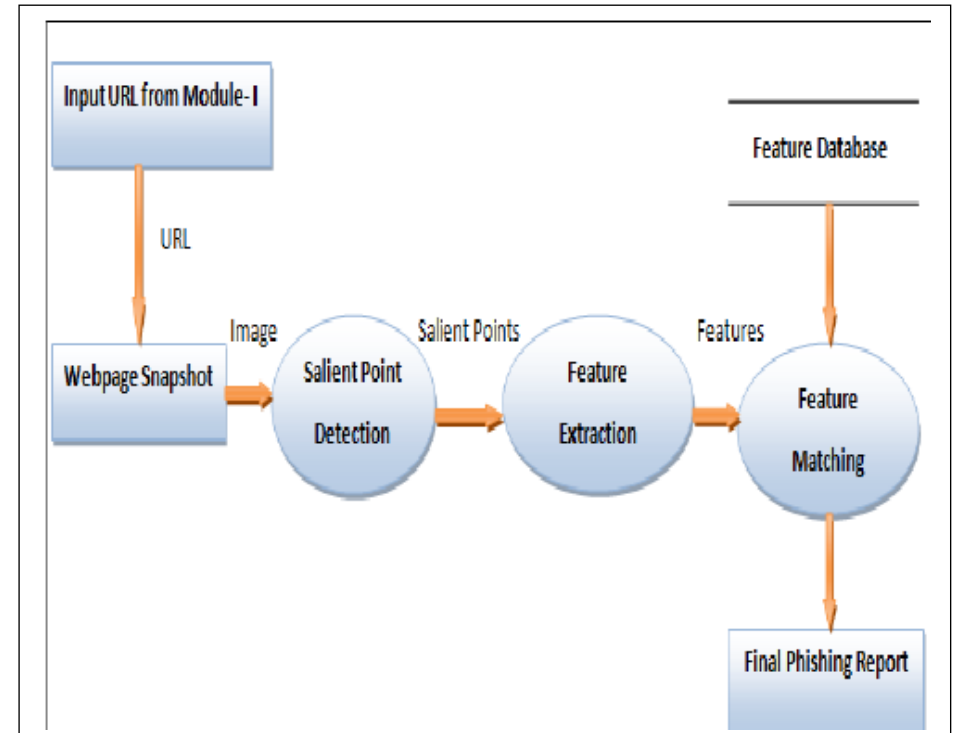 Input URL from Module- I
Feature Database
URL
Image
Salient Points
Features
Webpage Snapshot
Salient Point
Detection
Feature
Extraction
Feature
Matching
Final Phishing Report